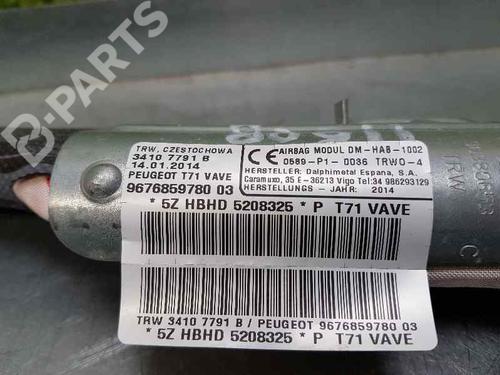 B-PARTS
TRW, CZESTOCHOWA
3410 7791 B
14.01.2014
PEUGEOT T71 VAVE
9676859780 03
CE AIRBAG MODUL DM-HAB-1002
0589-P1-0036 TRWO-4
HERSTELLER: Dalphimetal Espana, S.A.
Caramuxo, 35 E-36213 Vigo Tel:34 986293129
HERSTELLUNGS - JAHR: 2014
* 5Z HBHD 5208325 * P T71 VAVE
TRW 3410 7791 B / PEUGEOT 9676859780 03
* 5Z HBHD 5208325 * P T71 VAVE
TRW